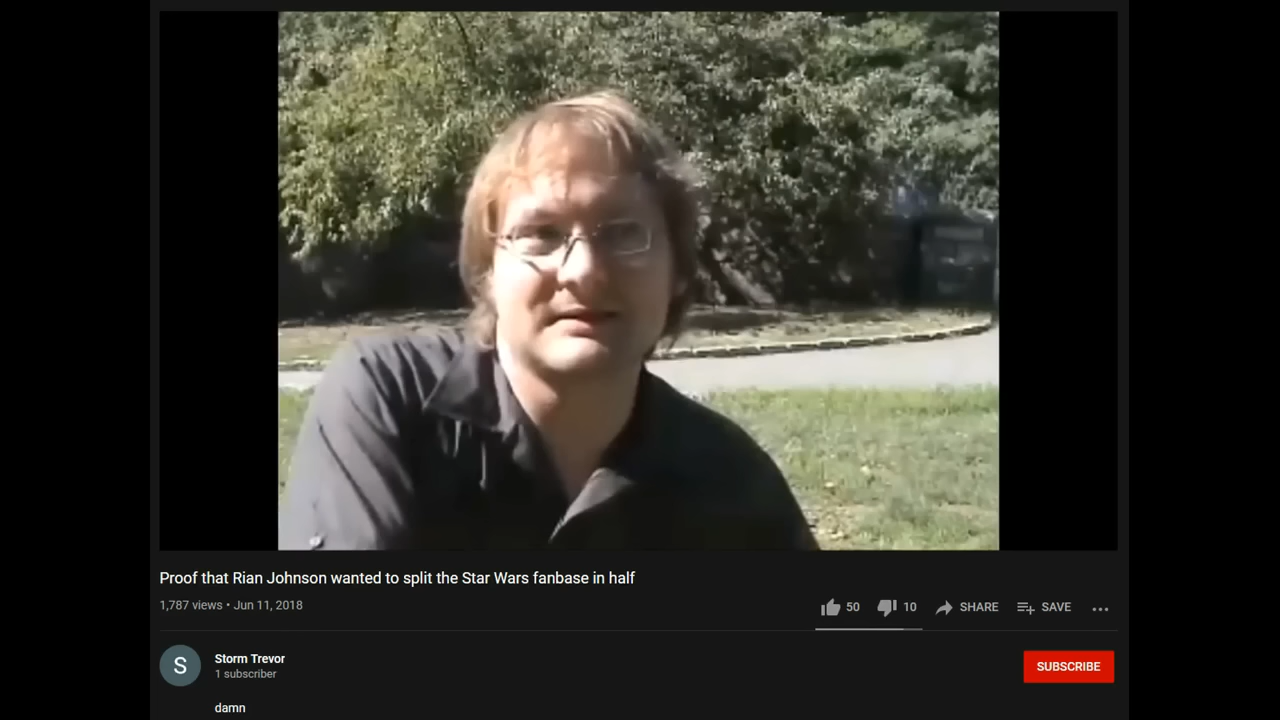 Proof that Rian Johnson wanted to split the Star Wars fanbase in half
1,787 views • Jun 11, 2018
50
10
SHARE
SAVE
S
Storm Trevor
1 subscriber
SUBSCRIBE
damn